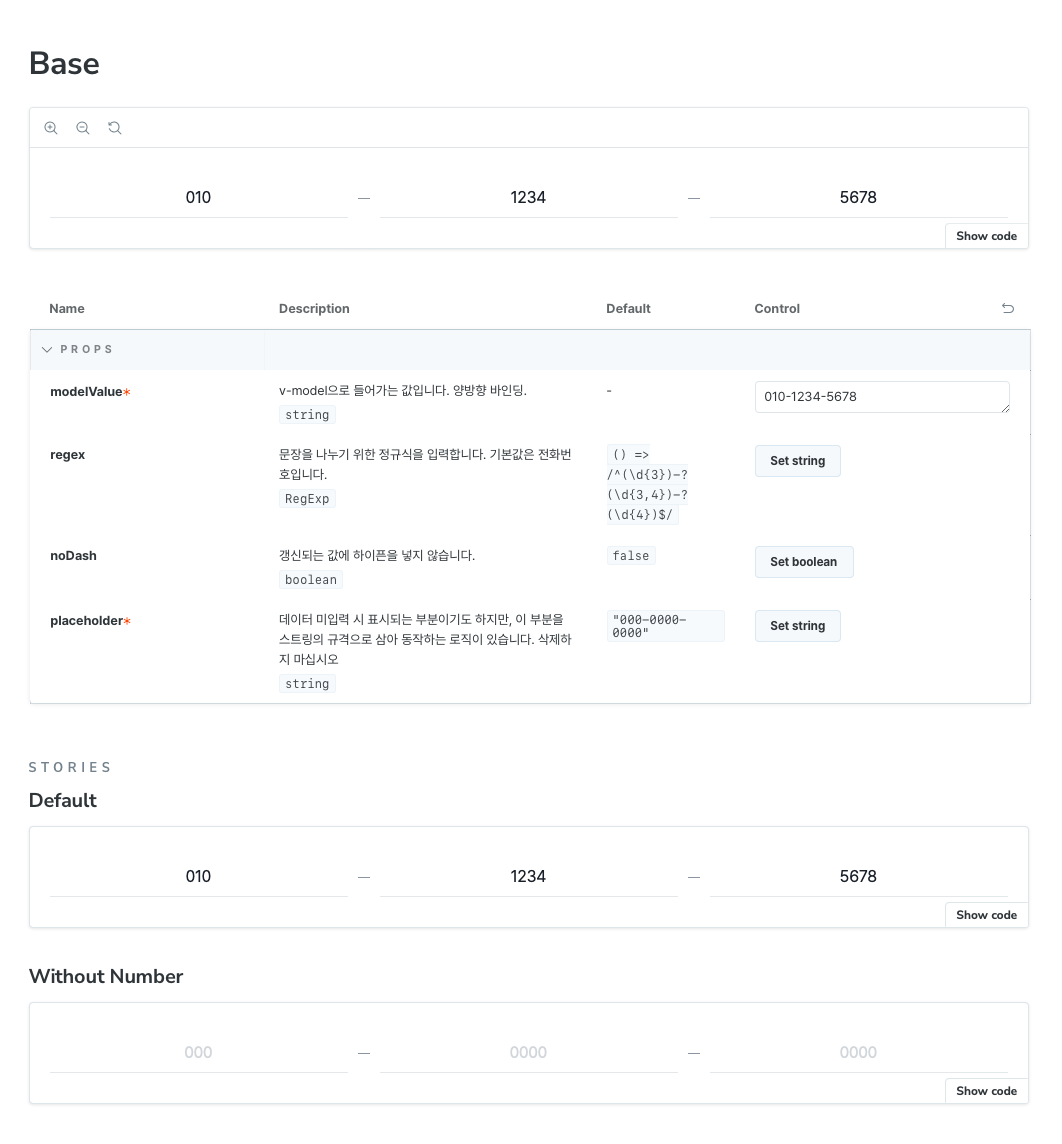 Base
010 — 1234 — 5678
Show code
Name Description Default Control
PROPS
modelValue* v-model으로 들어가는 값입니다. 양방향 바인딩. - 010-1234-5678
string
regex 문장을 나누기 위한 정규식을 입력합니다. 기본값은 전화번 () => Set string
호입니다. /^(\d{3})-?
RegExp (\d{3,4})-?
(\d{4})$/
noDash 갱신되는 값에 하이픈을 넣지 않습니다. false Set boolean
boolean
placeholder* 데이터 미입력 시 표시되는 부분이기도 하지만, 이 부분을 "000-0000- Set string
스트링의 규격으로 삼아 동작하는 로직이 있습니다. 삭제하 0000"
지 마십시오
string
STORIES
Default
010 — 1234 — 5678
Show code
Without Number
000 — 0000 — 0000
Show code